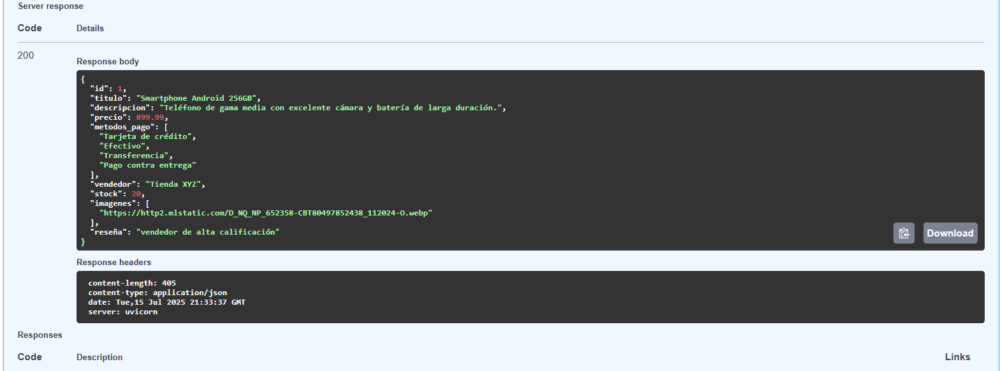 Server response
Code Details
200
Response body
{
"id": 1,
"titulo": "Smartphone Android 256GB",
"descripcion": "Teléfono de gama media con excelente cámara y batería de larga duración.",
"precio": 899.99,
"metodos_pago": [
"Tarjeta de crédito",
"Efectivo",
"Transferencia",
"Pago contra entrega"
],
"vendedor": "Tienda XYZ",
"stock": 20,
"imagenes": [
"https://http2.mlstatic.com/D_NQ_NP_652358-CBT80497852438_112024-O.webp"
],
"reseña": "vendedor de alta calificación"
}
Download
Response headers
content-length: 405
content-type: application/json
date: Tue,15 Jul 2025 21:33:37 GMT
server: uvicorn
Responses
Code Description Links